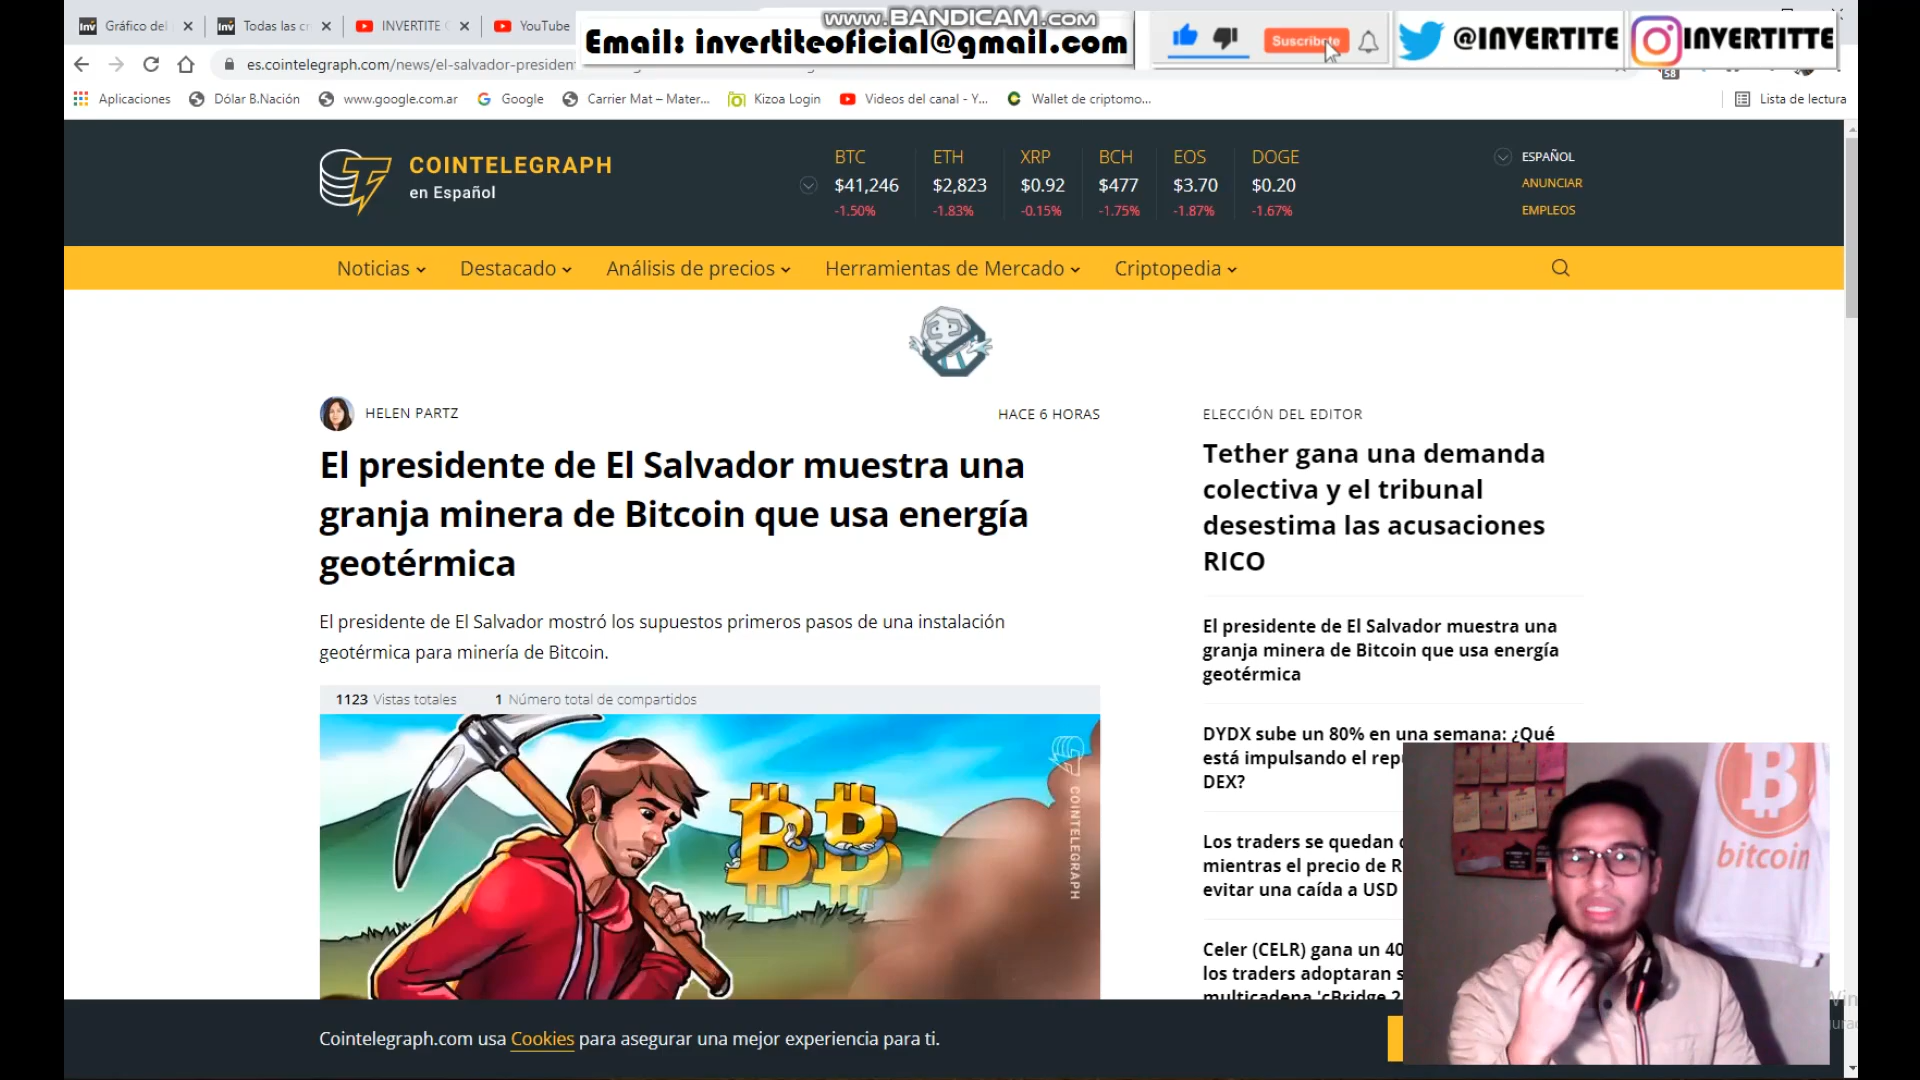 www.BANDICAM.com
Gráfico del
Todas las cr
INVERTITE
YouTube
Email: invertiteoficial@gmail.com
Suscribete
@INVERTITE
INVERTITTE
es.cointelegraph.com/news/el-salvador-president
58
Aplicaciones
Dólar B.Nación
www.google.com.ar
Google
Carrier Mat – Mater...
Kizoa Login
Videos del canal - Y...
Wallet de criptomo...
Lista de lectura
COINTELEGRAPH
en Español
BTC ETH XRP BCH EOS DOGE
$41,246 $2,823 $0.92 $477 $3.70 $0.20
-1.50% -1.83% -0.15% -1.75% -1.87% -1.67%
ESPAÑOL
ANUNCIAR
EMPLEOS
Noticias Destacado Análisis de precios Herramientas de Mercado Criptopedia
HELEN PARTZ
HACE 6 HORAS
El presidente de El Salvador muestra una
granja minera de Bitcoin que usa energía
geotérmica
El presidente de El Salvador mostró los supuestos primeros pasos de una instalación
geotérmica para minería de Bitcoin.
1123 Vistas totales 1 Número total de compartidos
COINTELEGRAPH
ELECCIÓN DEL EDITOR
Tether gana una demanda
colectiva y el tribunal
desestima las acusaciones
RICO
El presidente de El Salvador muestra una
granja minera de Bitcoin que usa energía
geotérmica
DYDX sube un 80% en una semana: ¿Qué
está impulsando el rep
DEX?
Los traders se quedan
mientras el precio de R
evitar una caída a USD
Celer (CELR) gana un 40
los traders adoptaran s
multicadena 'cBridge 2
bitcoin
Cointelegraph.com usa Cookies para asegurar una mejor experiencia para ti.